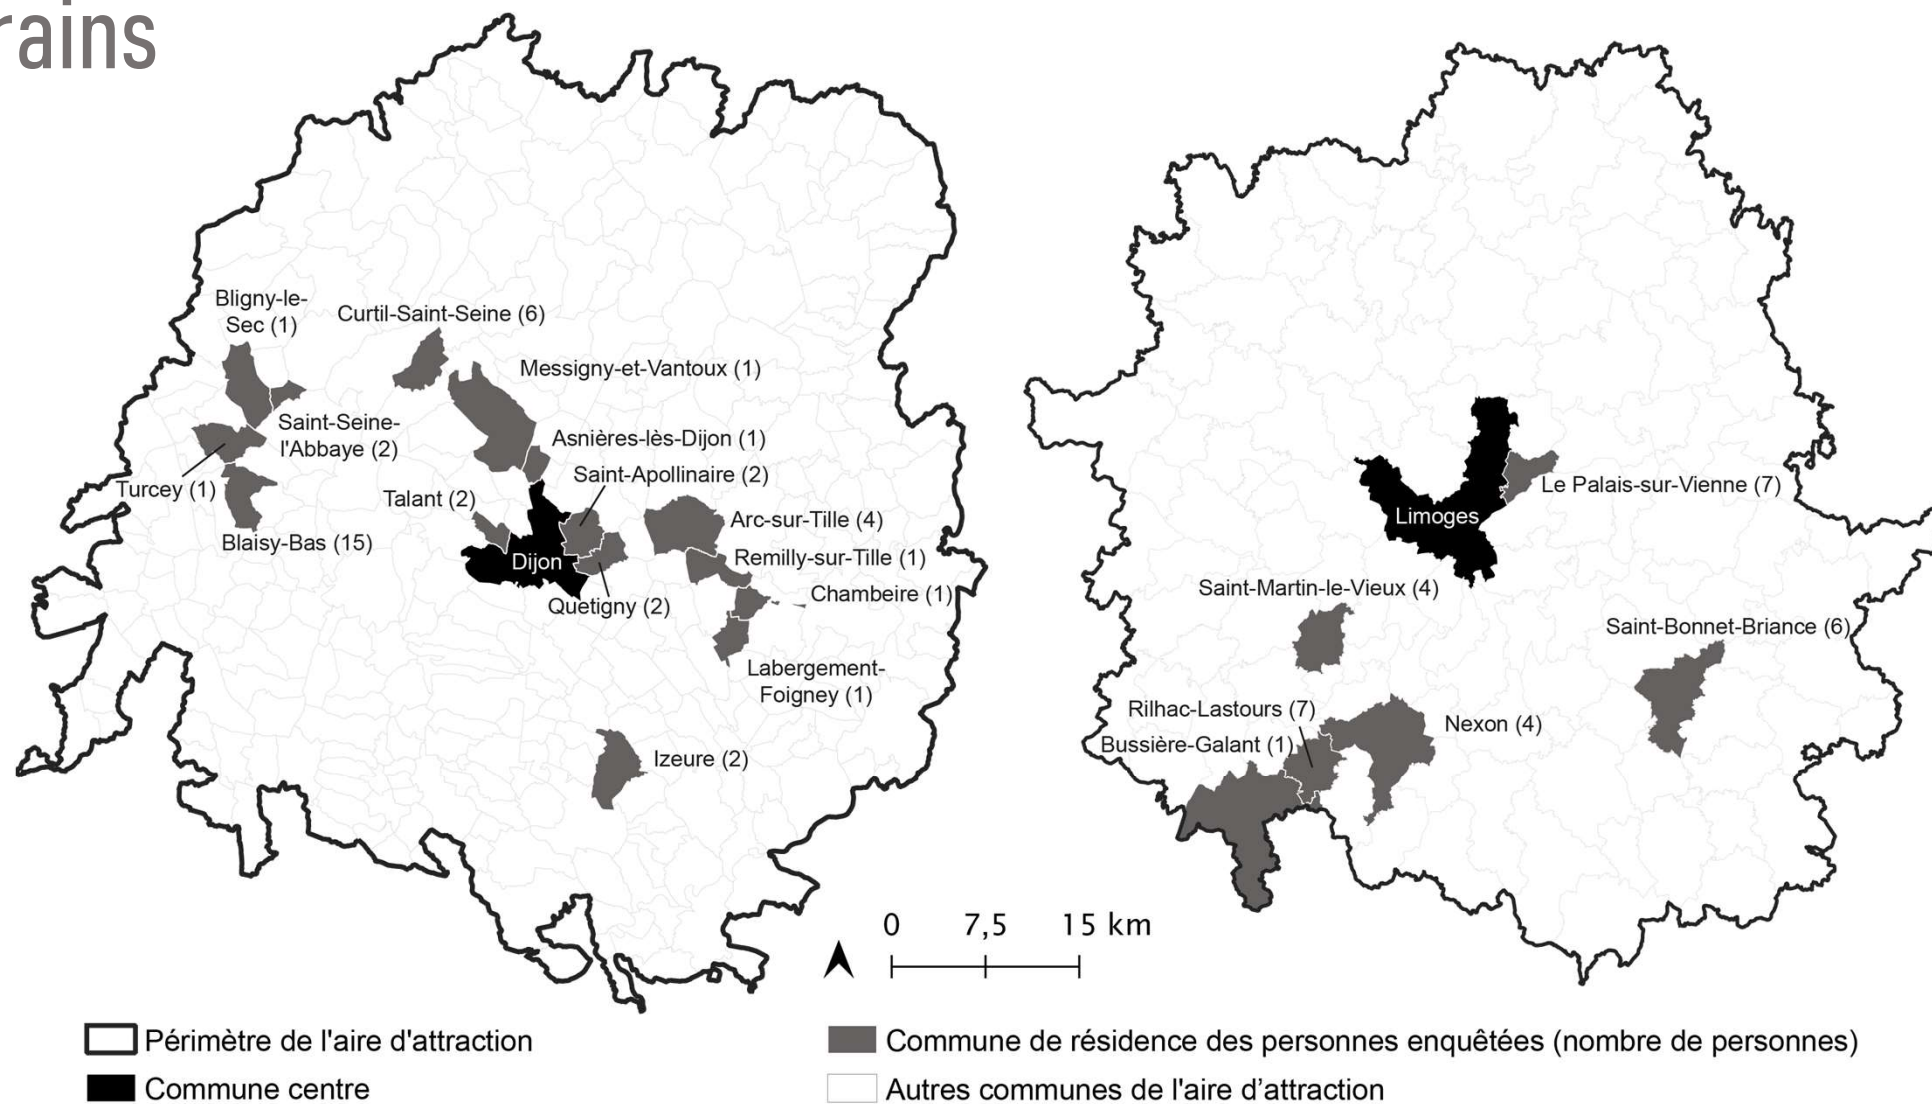 rains
Bligny-le-
Sec (1)
Curtil-Saint-Seine (6)
Messigny-et-Vantoux (1)
Saint-Seine-
l'Abbaye (2)
Asnières-lès-Dijon (1)
Saint-Apollinaire (2)
Turcey (1)
Talant (2)
Blaisy-Bas (15)
Arc-sur-Tille (4)
Dijon
Remilly-sur-Tille (1)
Chambeire (1)
Quetigny (2)
Labergement-
Foigney (1)
Izeure (2)
Le Palais-sur-Vienne (7)
Limoges
Saint-Martin-le-Vieux (4)
Saint-Bonnet-Briance (6)
Rilhac-Lastours (7)
Nexon (4)
Bussière-Galant (1)
0 7,5 15 km
Périmètre de l'aire d'attraction
Commune centre
Commune de résidence des personnes enquêtées (nombre de personnes)
Autres communes de l'aire d’attraction